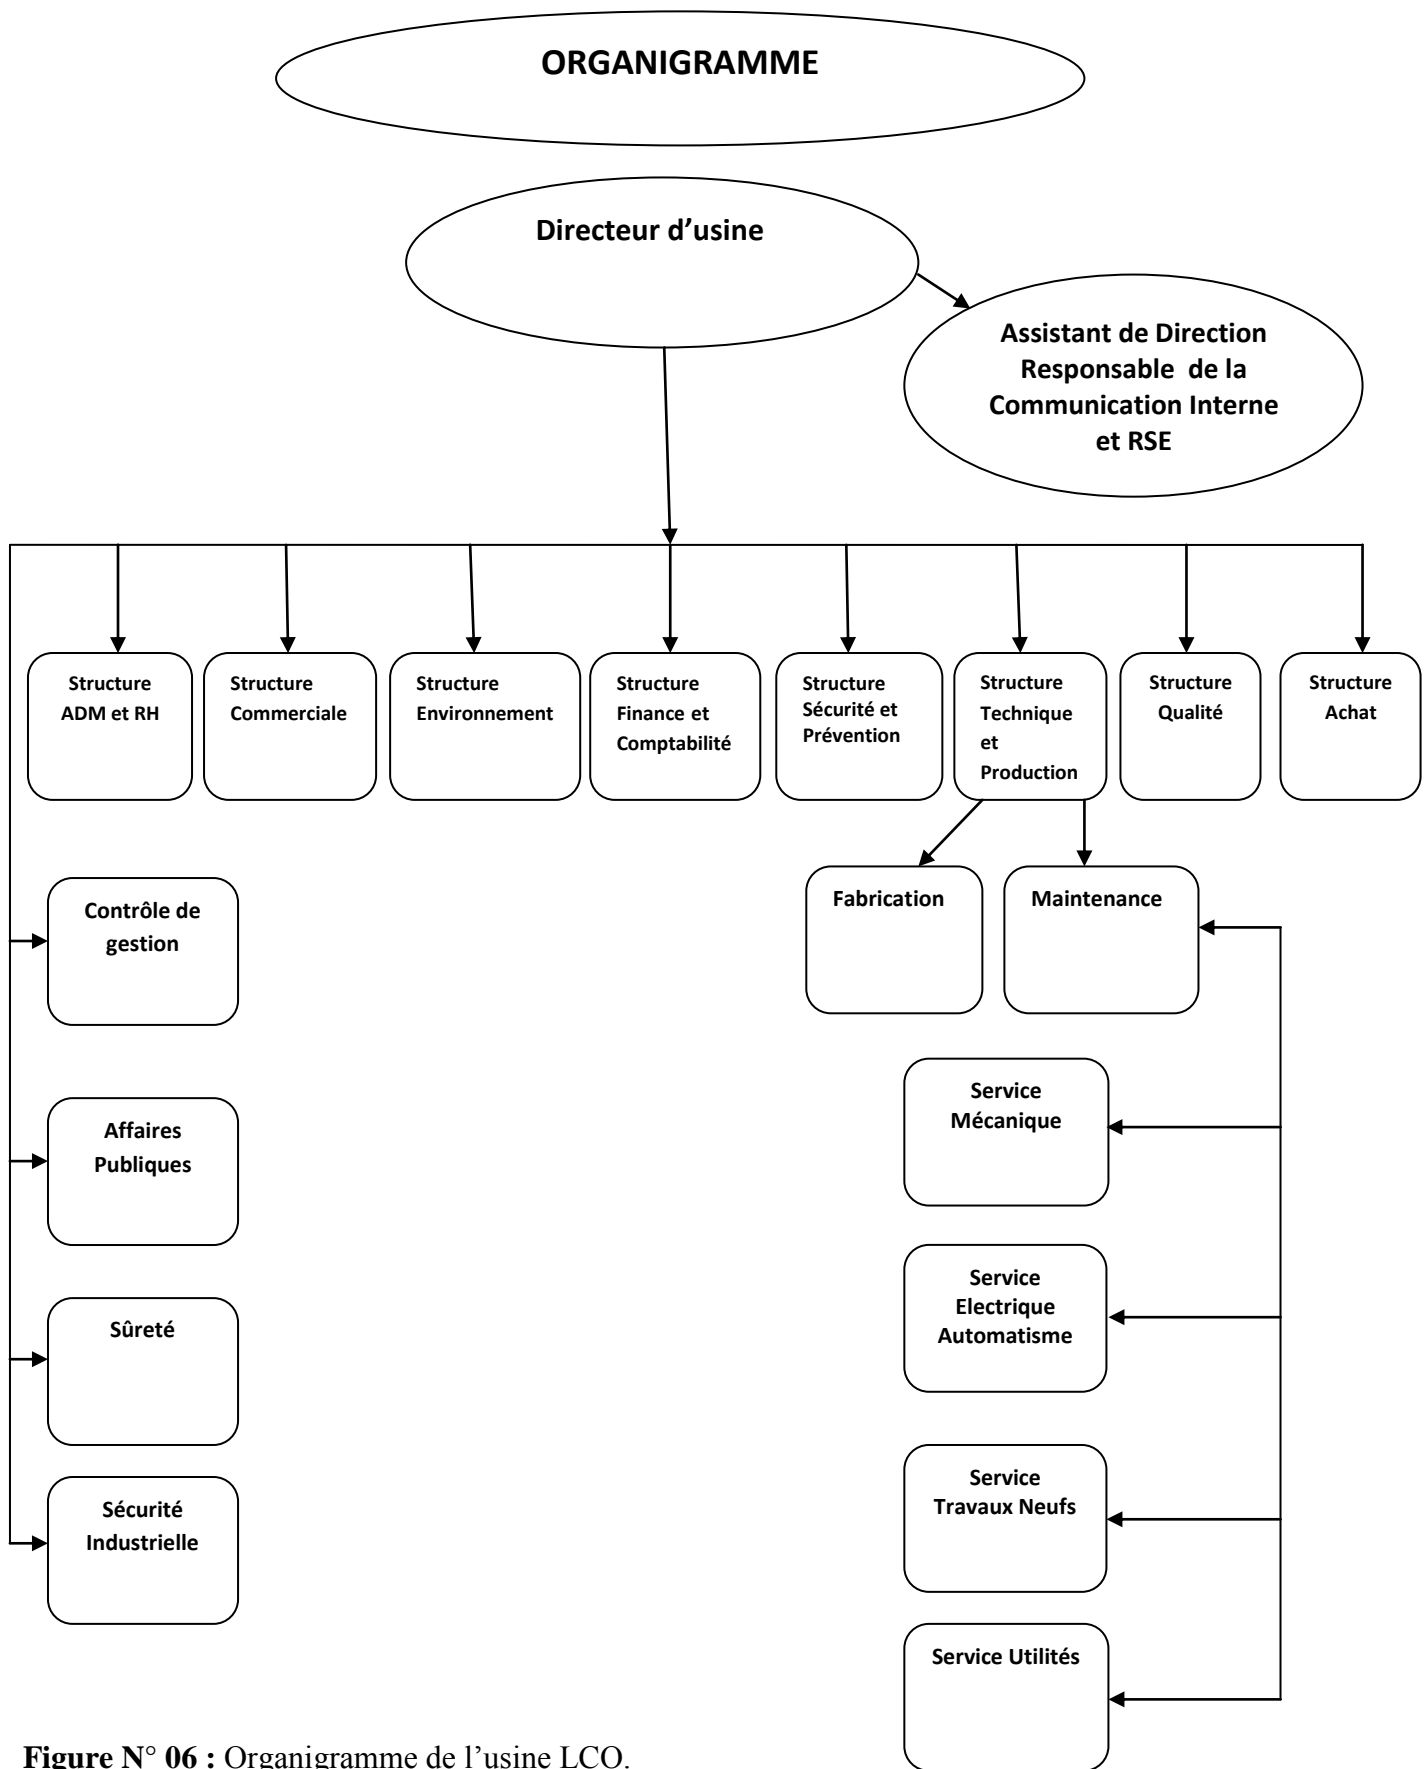 ORGANIGRAMME
Directeur d’usine
Assistant de Direction
Responsable de la
Communication Interne
et RSE
Structure
ADM et RH
Structure
Commerciale
Structure
Environnement
Structure
Finance et
Comptabilité
Structure
Sécurité et
Prévention
Structure
Technique
et
Production
Structure
Qualité
Structure
Achat
Fabrication
Maintenance
Contrôle de
gestion
Service
Mécanique
Affaires
Publiques
Service
Electrique
Automatisme
Sûreté
Service
Travaux Neufs
Sécurité
Industrielle
Service Utilités
Figure N° 06 : Organigramme de l’usine LCO.